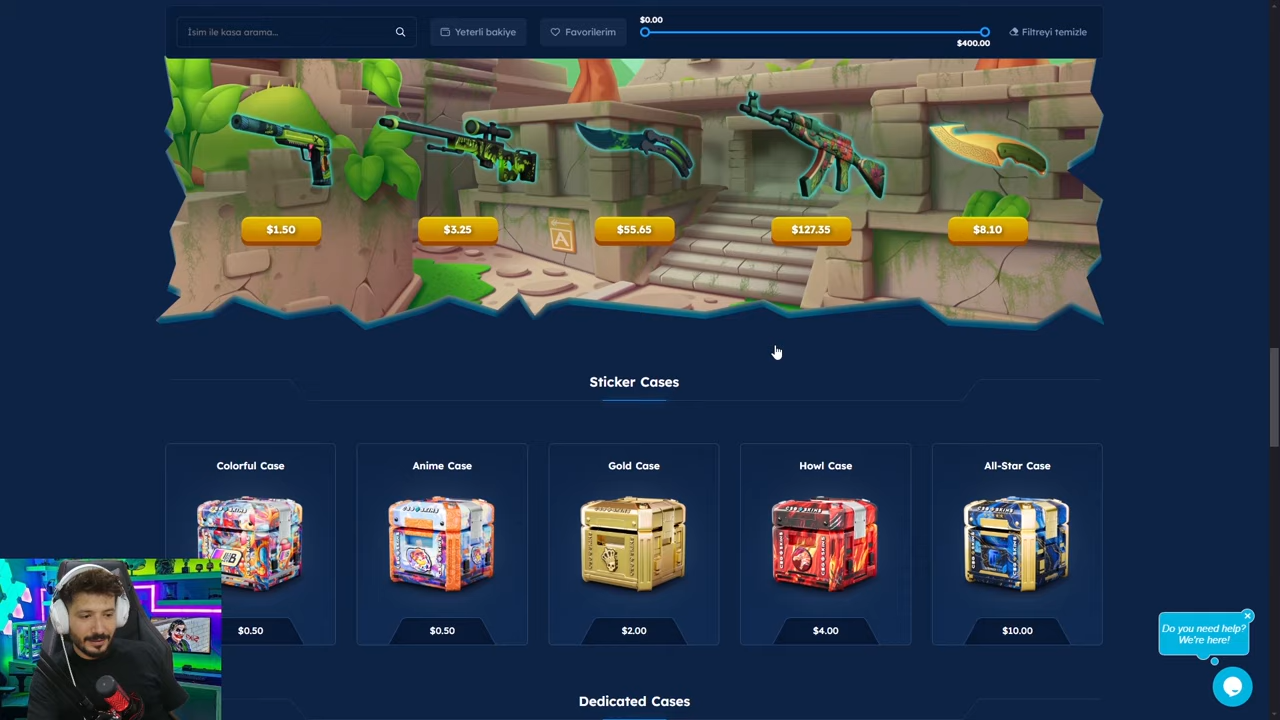 İsim ile kasa arama...
Yeterli bakiye
Favorilerim
$0.00
$400.00
Filtreyi temizle
$1.50
$3.25
$55.65
$127.35
$8.10
A
Sticker Cases
Colorful Case
Anime Case
Gold Case
Howl Case
All-Star Case
$0.50
$0.50
$2.00
$4.00
$10.00
Do you need help?
We're here!
Dedicated Cases